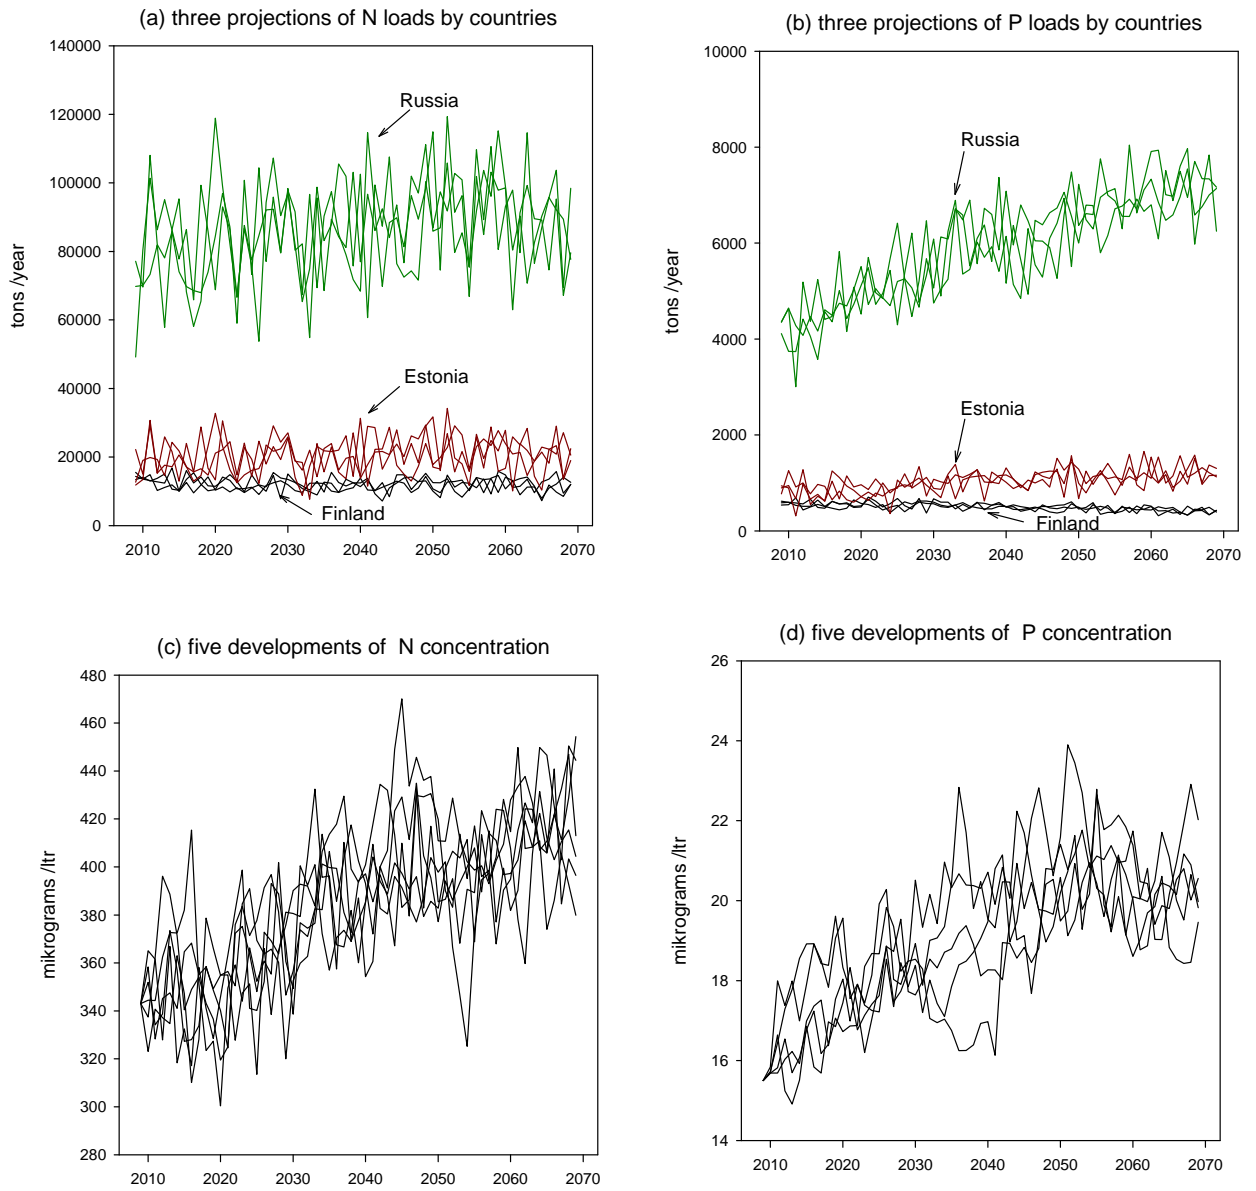 (a) three projections of N loads by countries
140000
120000
100000
80000
60000
40000
20000
0
tons /year
Russia
Estonia
Finland
2010 2020 2030 2040 2050 2060 2070
(b) three projections of P loads by countries
10000
8000
6000
4000
2000
0
tons /year
Russia
Estonia
Finland
2010 2020 2030 2040 2050 2060 2070
(c) five developments of N concentration
480
460
440
420
400
380
360
340
320
300
280
mikrograms /ltr
2010 2020 2030 2040 2050 2060 2070
(d) five developments of P concentration
26
24
22
20
18
16
14
mikrograms /ltr
2010 2020 2030 2040 2050 2060 2070